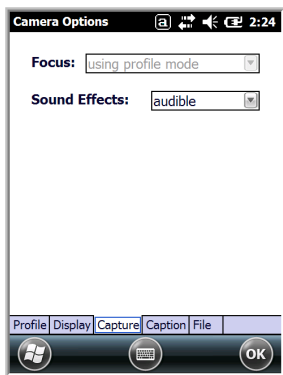 Camera Options a 2:24
Focus: using profile mode
Sound Effects: audible
Profile Display Capture Caption File
OK